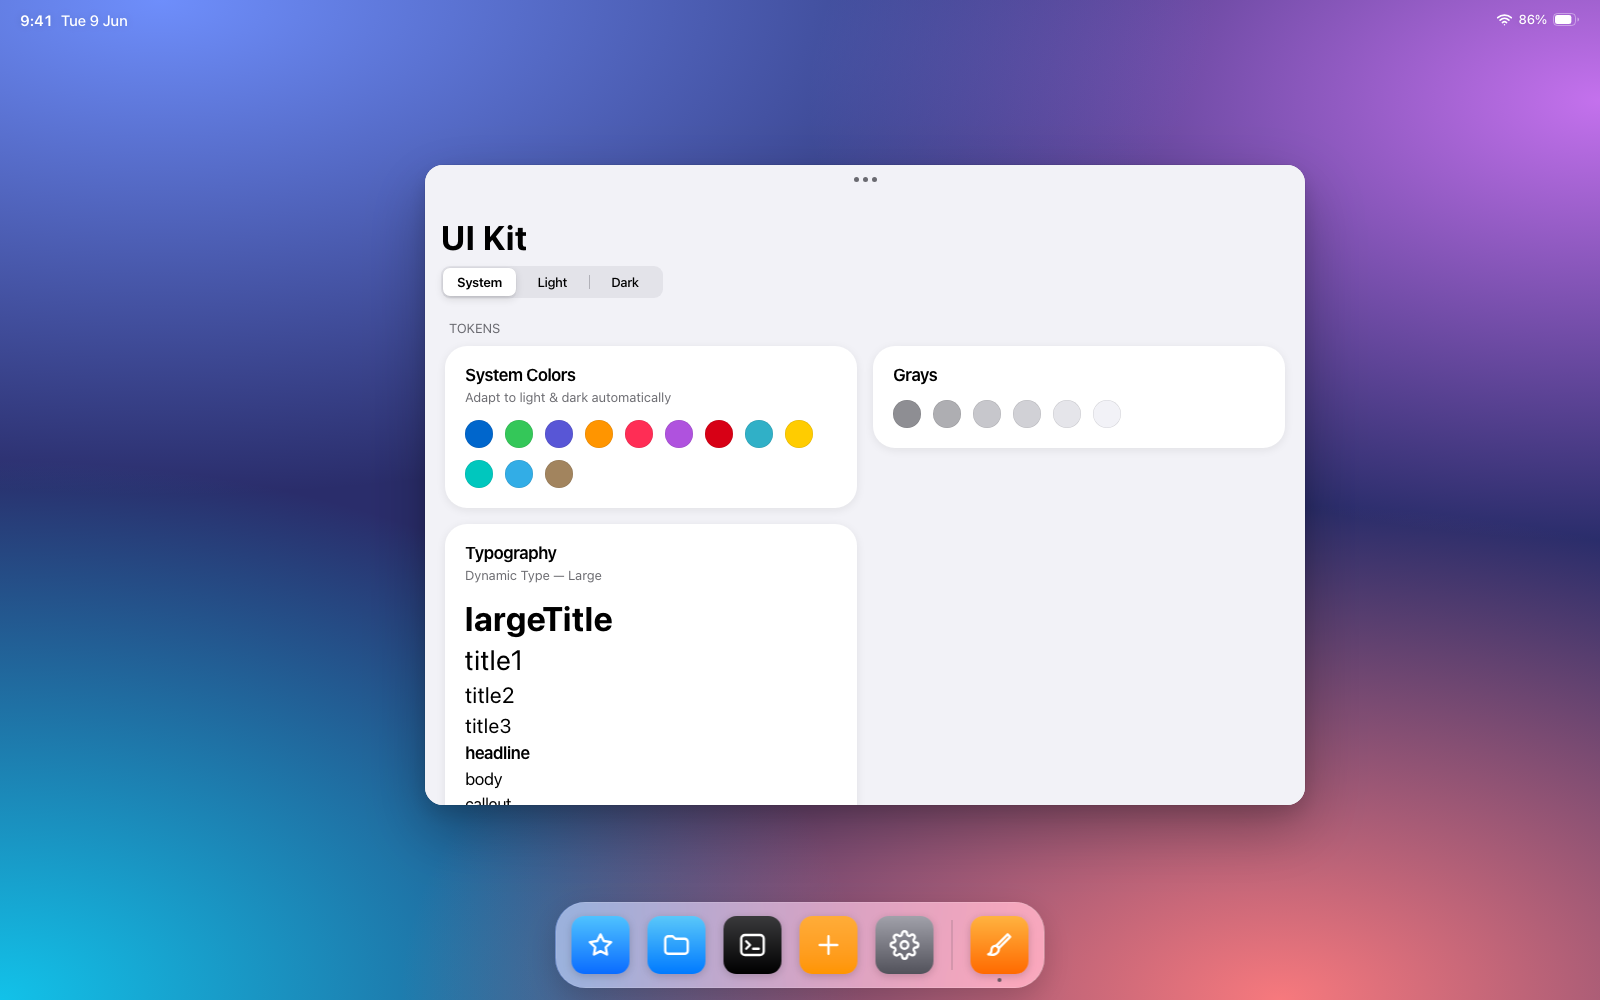 9:41 Tue 9 Jun
86%
UI Kit
System Light Dark
TOKENS
System Colors
Adapt to light & dark automatically
Grays
Typography
Dynamic Type — Large
largeTitle
title1
title2
title3
headline
body
callout